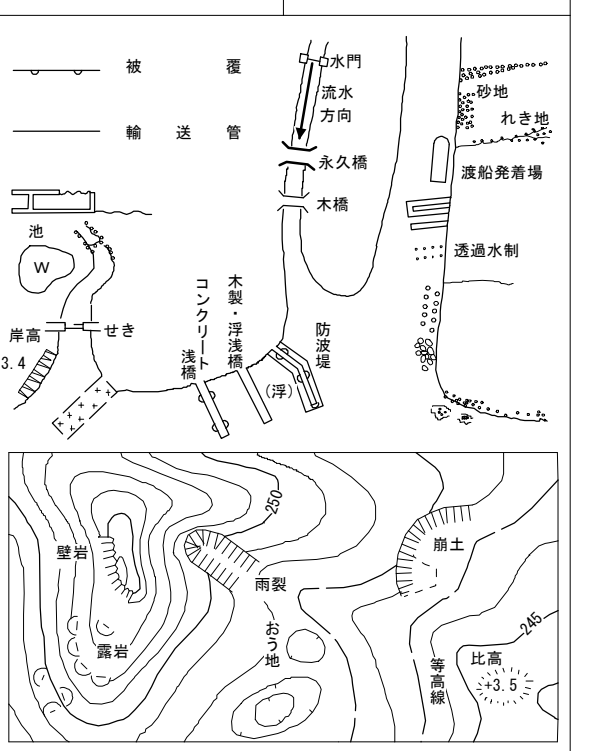 被覆
輸送管
水門
流水
方向
永久橋
木橋
砂地
れき地
渡船発着場
透過水制
池
W
岸高
3.4
せき
コンクリート
浅橋
木製・浮浅橋
防波堤
(浮)
250
壁岩
露岩
雨裂
おう地
崩土
等高線
245
比高
+3.5